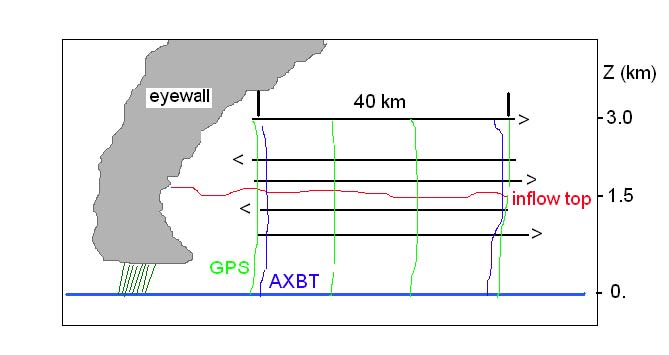 Z (km)
eyewall
40 km
3.0
1.5
inflow top
GPS
AXBT
0.